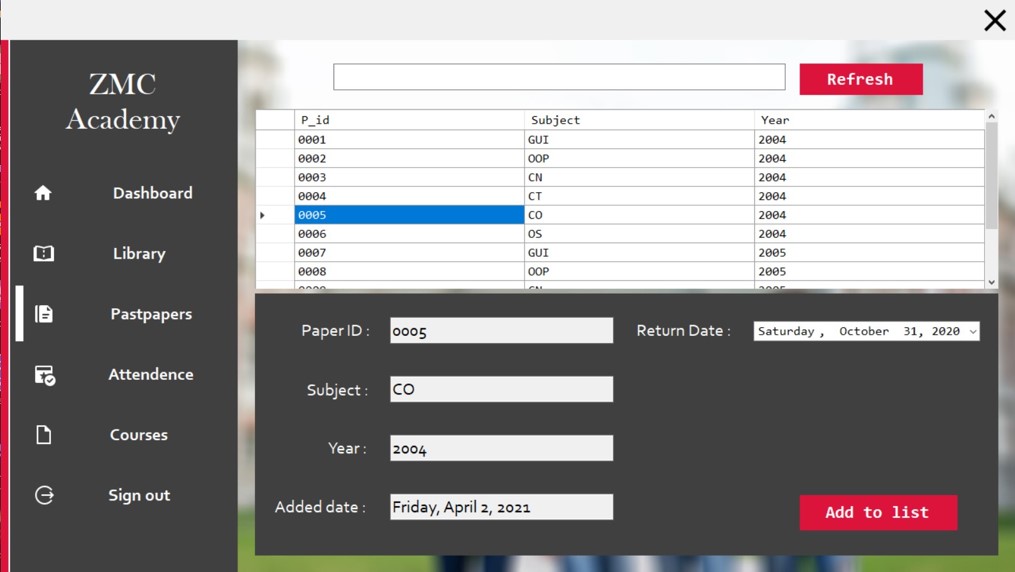 ZMC
Academy
Dashboard
Library
Pastpapers
Attendence
Courses
Sign out
Refresh
P_id Subject Year
0001 GUI 2004
0002 OOP 2004
0003 CN 2004
0004 CT 2004
0005 CO 2004
0006 OS 2004
0007 GUI 2005
0008 OOP 2005
Paper ID : 0005 Return Date : Saturday , October 31, 2020
Subject : CO
Year : 2004
Added date : Friday, April 2, 2021
Add to list